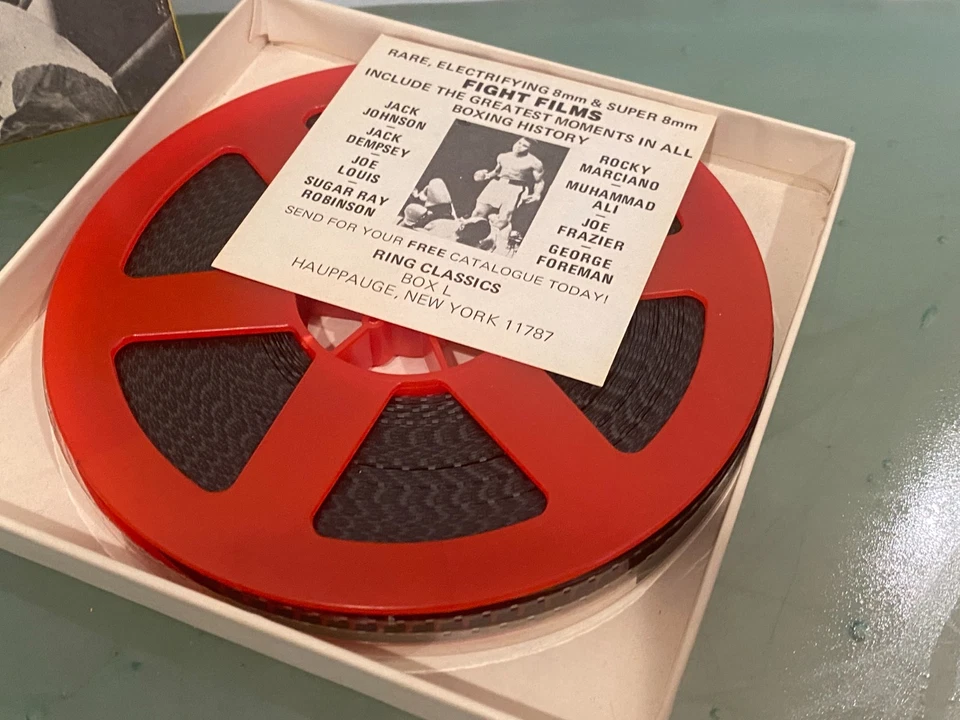 RARE, ELECTRIFYING 8mm & SUPER 8mm
FIGHT FILMS
INCLUDE THE GREATEST MOMENTS IN ALL
BOXING HISTORY
JACK
JOHNSON
—
JACK
DEMPSEY
—
JOE
LOUIS
—
SUGAR RAY
ROBINSON
ROCKY
MARCIANO
—
MUHAMMAD
ALI
—
JOE
FRAZIER
—
GEORGE
FOREMAN
SEND FOR YOUR FREE CATALOGUE TODAY!
RING CLASSICS
BOX L
HAUPPAUGE, NEW YORK 11787